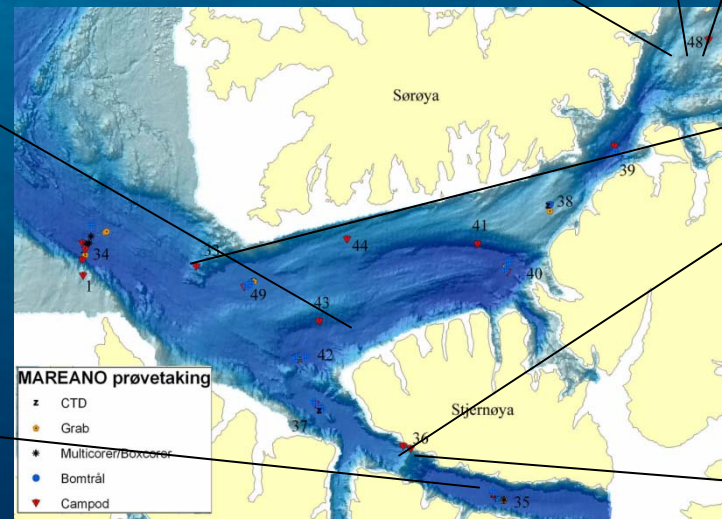 48
Sørøya
39
38
34
33
44
41
1
49
40
43
42
MAREANO prøvetaking
CTD
Grab
Multicorer/Boxcorer
Bomtrål
Campod
37
Stjernøya
36
35